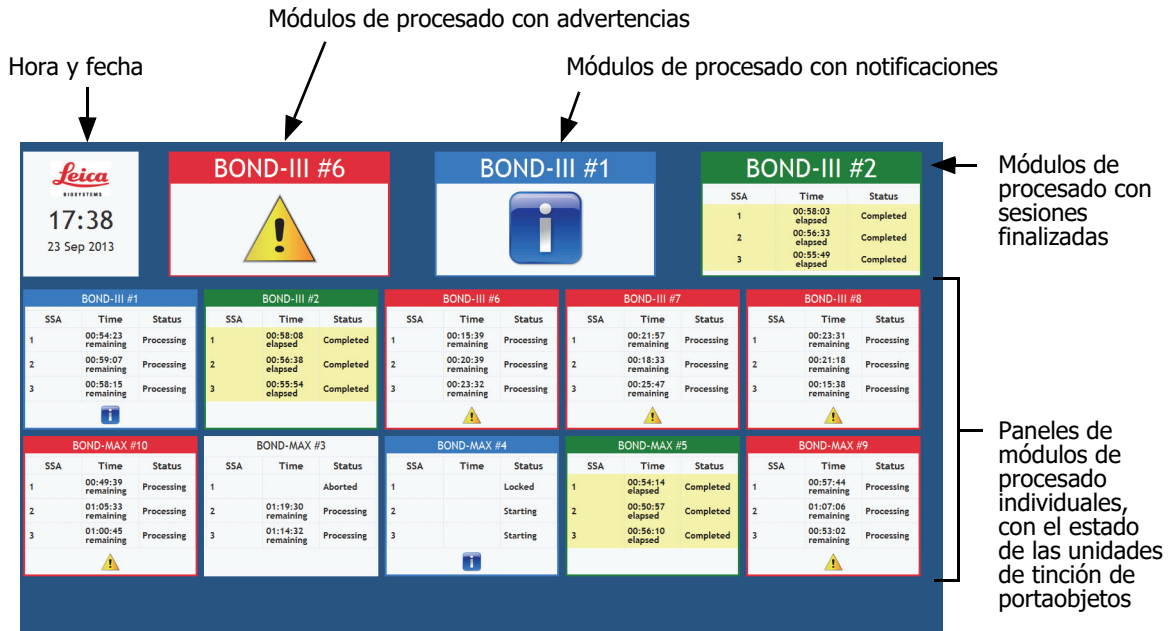 Módulos de procesado con advertencias
Hora y fecha
Módulos de procesado con notificaciones
Leica
BIOSYSTEMS
17:38
23 Sep 2013
BOND-III #6
BOND-III #1
BOND-III #2
SSA Time Status
1 00:58:03 elapsed Completed
2 00:56:33 elapsed Completed
3 00:55:49 elapsed Completed
Módulos de
procesado con
sesiones
finalizadas
BOND-III #1
SSA Time Status
1 00:54:23 remaining Processing
2 00:59:07 remaining Processing
3 00:58:15 remaining Processing
BOND-III #2
SSA Time Status
1 00:58:08 elapsed Completed
2 00:56:38 elapsed Completed
3 00:55:54 elapsed Completed
BOND-III #6
SSA Time Status
1 00:15:39 remaining Processing
2 00:20:39 remaining Processing
3 00:23:32 remaining Processing
BOND-III #7
SSA Time Status
1 00:21:57 remaining Processing
2 00:18:33 remaining Processing
3 00:25:47 remaining Processing
BOND-III #8
SSA Time Status
1 00:23:31 remaining Processing
2 00:21:18 remaining Processing
3 00:15:38 remaining Processing
BOND-MAX #10
SSA Time Status
1 00:49:39 remaining Processing
2 01:05:33 remaining Processing
3 01:00:45 remaining Processing
BOND-MAX #3
SSA Time Status
1 Aborted
2 01:19:30 remaining Processing
3 01:14:32 remaining Processing
BOND-MAX #4
SSA Time Status
1 Locked
2 Starting
3 Starting
BOND-MAX #5
SSA Time Status
1 00:54:14 elapsed Completed
2 00:50:57 elapsed Completed
3 00:56:10 elapsed Completed
BOND-MAX #9
SSA Time Status
1 00:57:44 remaining Processing
2 01:07:06 remaining Processing
3 00:53:02 remaining Processing
Paneles de
módulos de
procesado
individuales,
con el estado
de las unidades
de tinción de
portaobjetos